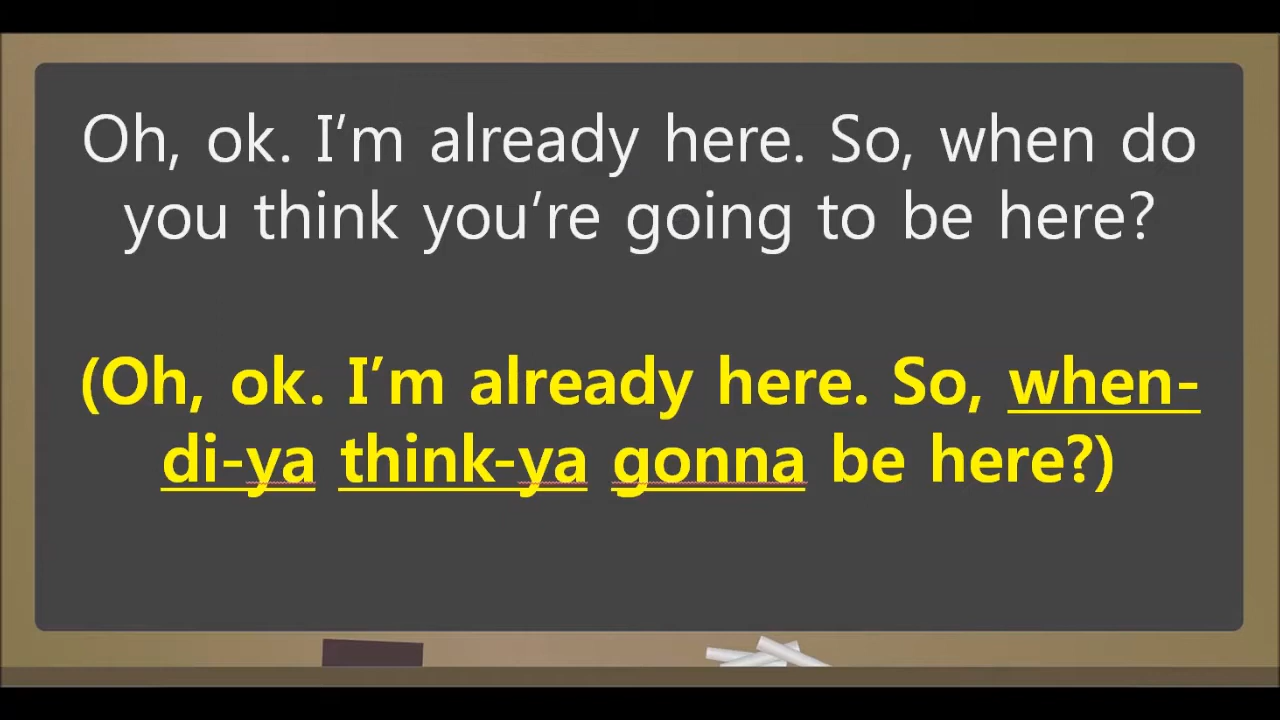 Oh, ok. I’m already here. So, when do
you think you’re going to be here?
(Oh, ok. I’m already here. So, when-
di-ya think-ya gonna be here?)